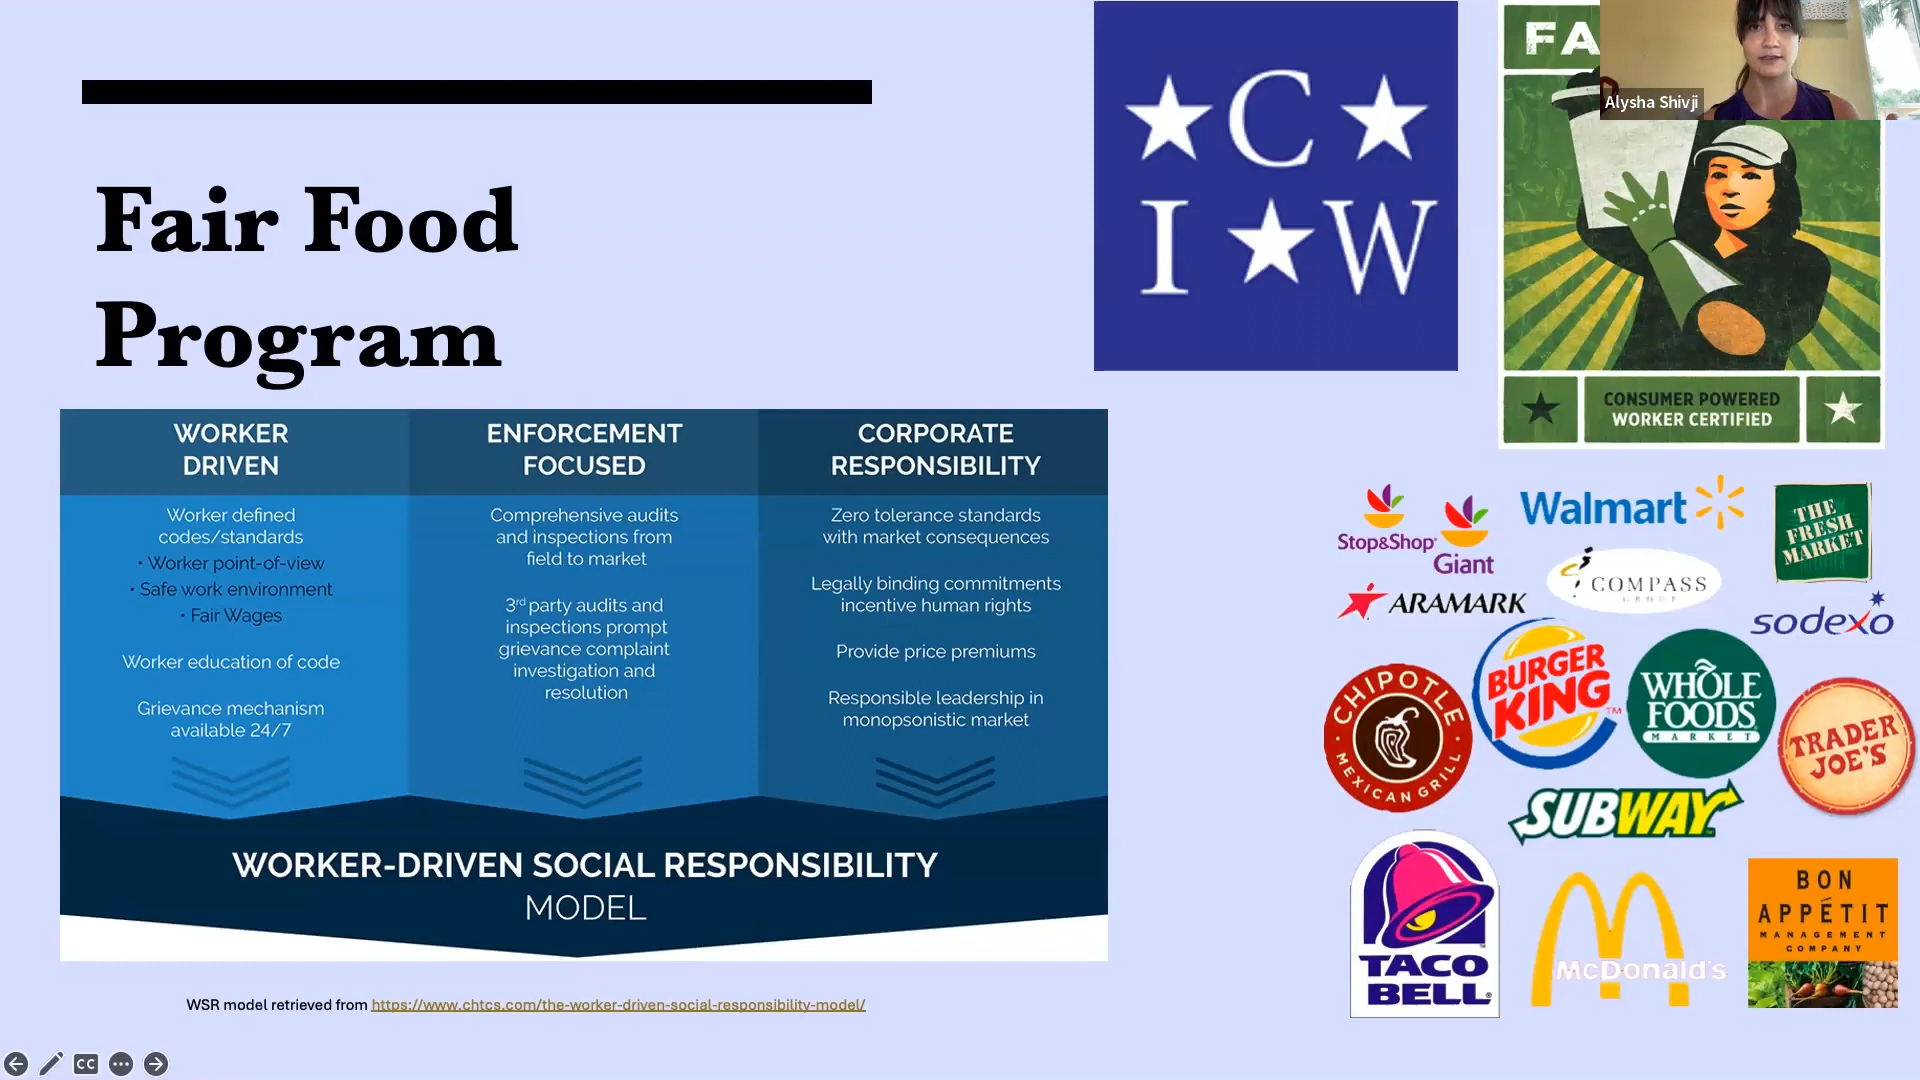 Fair Food
Program
C
I W
FA
Alysha Shivji
CONSUMER POWERED
WORKER CERTIFIED
WORKER
DRIVEN
Worker defined
codes/standards
• Worker point-of-view
• Safe work environment
• Fair Wages
Worker education of code
Grievance mechanism
available 24/7
ENFORCEMENT
FOCUSED
Comprehensive audits
and inspections from
field to market
3rd party audits and
inspections prompt
grievance complaint
investigation and
resolution
CORPORATE
RESPONSIBILITY
Zero tolerance standards
with market consequences
Legally binding commitments
incentive human rights
Provide price premiums
Responsible leadership in
monopsonistic market
WORKER-DRIVEN SOCIAL RESPONSIBILITY
MODEL
WSR model retrieved from https://www.chtcs.com/the-worker-driven-social-responsibility-model/
Stop&Shop
Giant
Walmart
THE
FRESH
MARKET
ARAMARK
COMPASS
GROUP
sodexo
CHIPOTLE
MEXICAN GRILL
BURGER
KING™
WHOLE
FOODS
MARKET
TRADER
JOE'S
SUBWAY
TACO
BELL®
McDonald's
BON
APPÉTIT
MANAGEMENT
COMPANY
CC